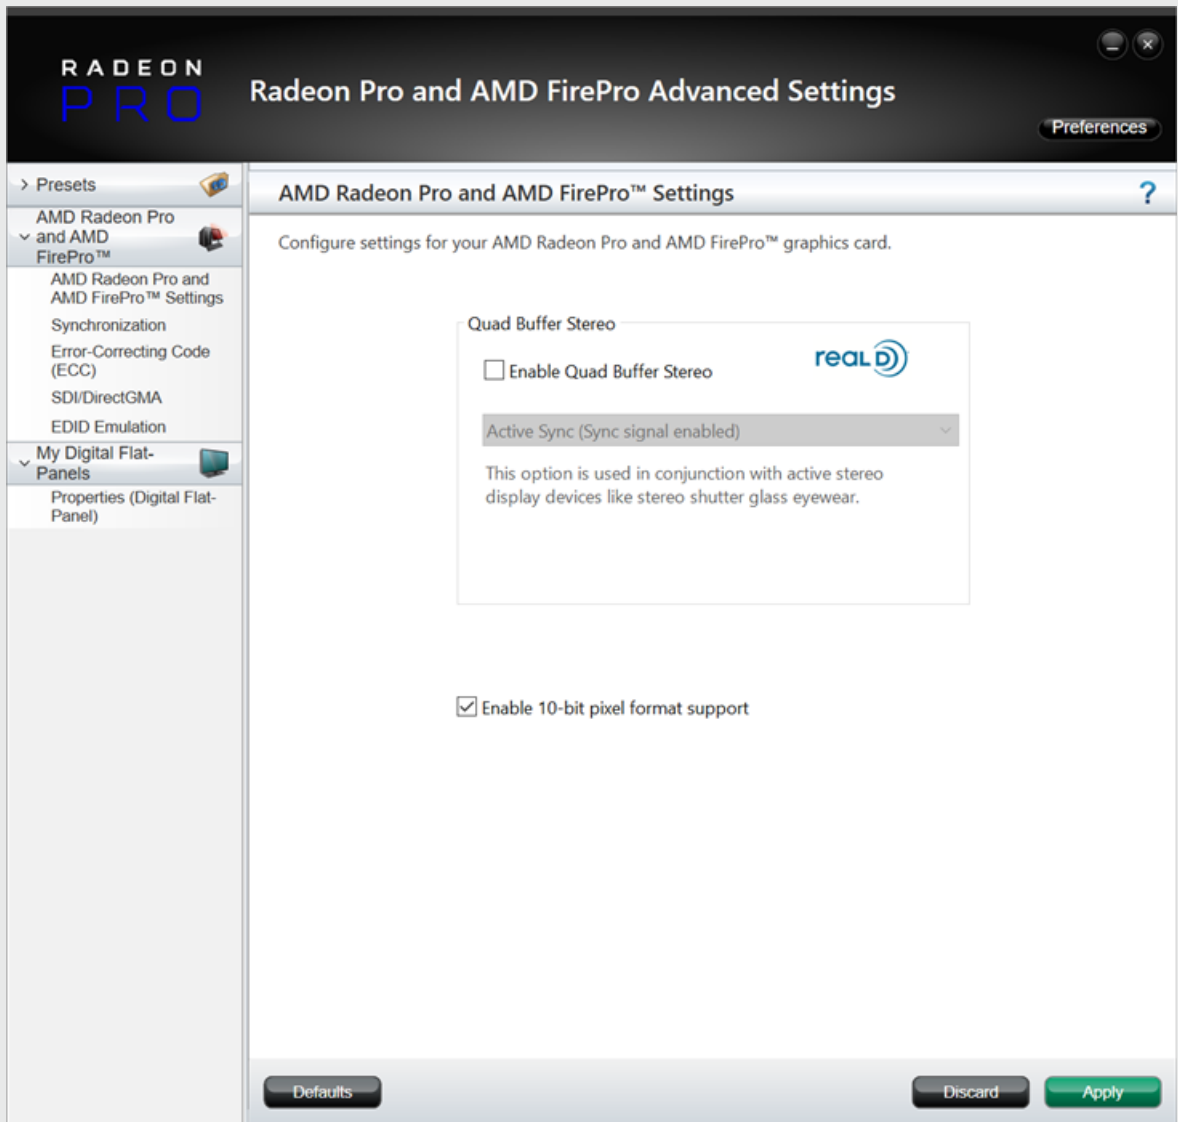 RADEON
PRO
Radeon Pro and AMD FirePro Advanced Settings
Preferences
Presets
AMD Radeon Pro
and AMD
FirePro™
AMD Radeon Pro and
AMD FirePro™ Settings
Synchronization
Error-Correcting Code
(ECC)
SDI/DirectGMA
EDID Emulation
My Digital Flat-
Panels
Properties (Digital Flat-
Panel)
AMD Radeon Pro and AMD FirePro™ Settings
?
Configure settings for your AMD Radeon Pro and AMD FirePro™ graphics card.
Quad Buffer Stereo
Enable Quad Buffer Stereo
reaL D
Active Sync (Sync signal enabled)
This option is used in conjunction with active stereo
display devices like stereo shutter glass eyewear.
Enable 10-bit pixel format support
Defaults
Discard
Apply